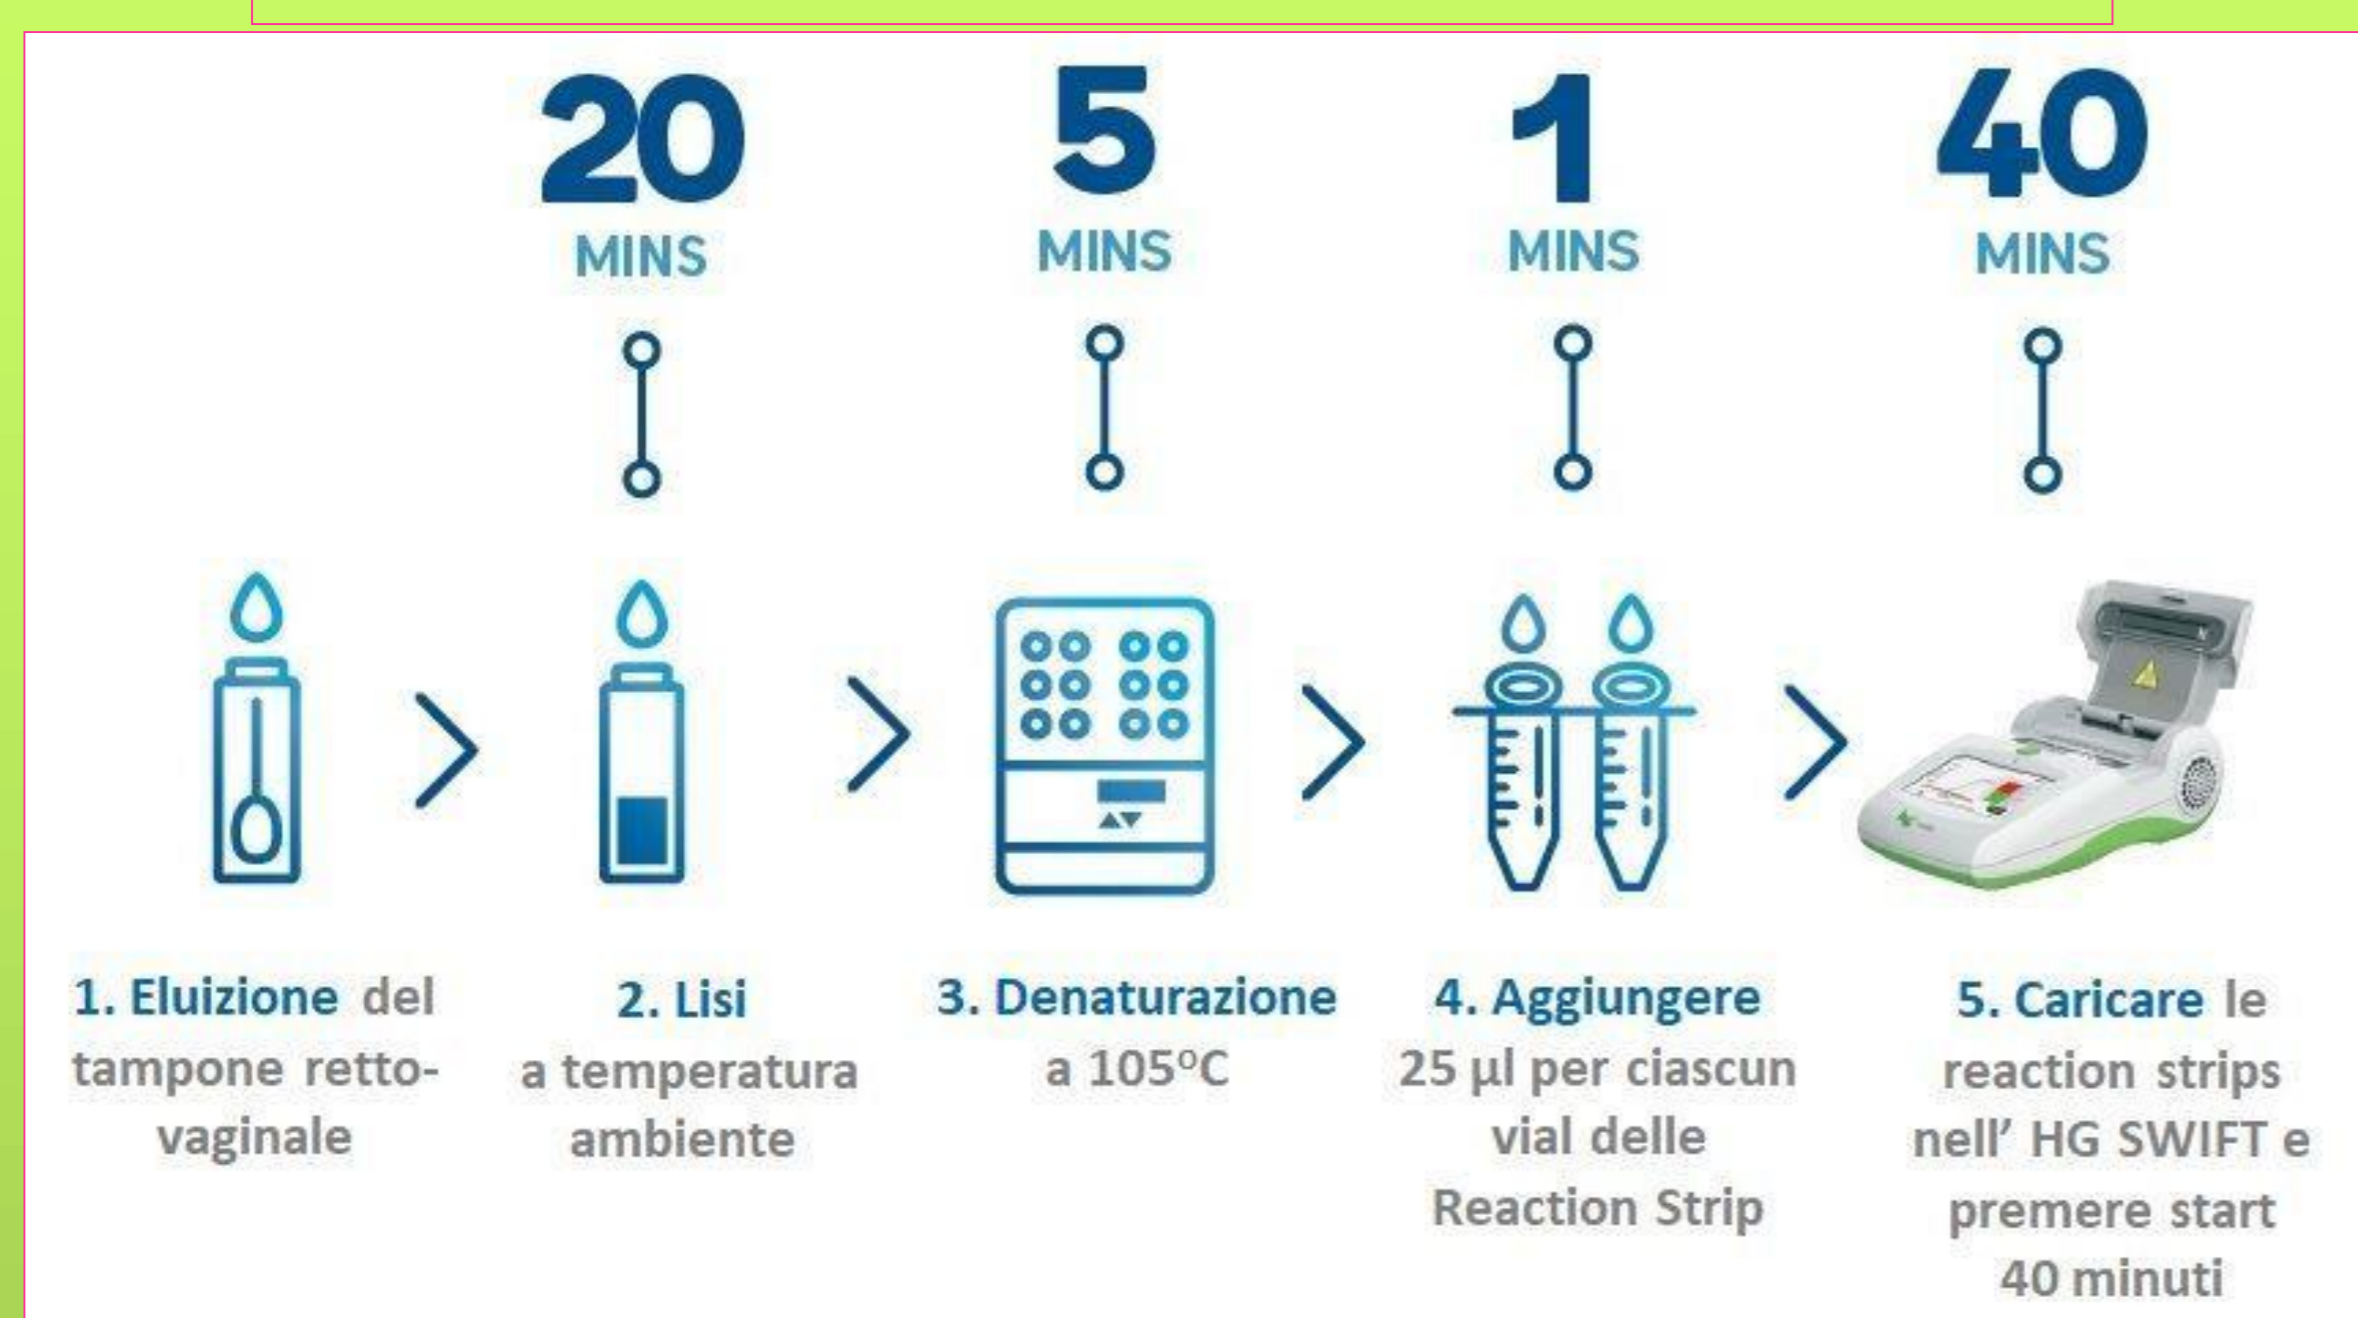 20
MINS
5
MINS
1
MINS
40
MINS
1. Eluizione del
tampone retto-
vaginale
2. Lisi
a temperatura
ambiente
3. Denaturazione
a 105ºC
4. Aggiungere
25 µl per ciascun
vial delle
Reaction Strip
5. Caricare le
reaction strips
nell’ HG SWIFT e
premere start
40 minuti